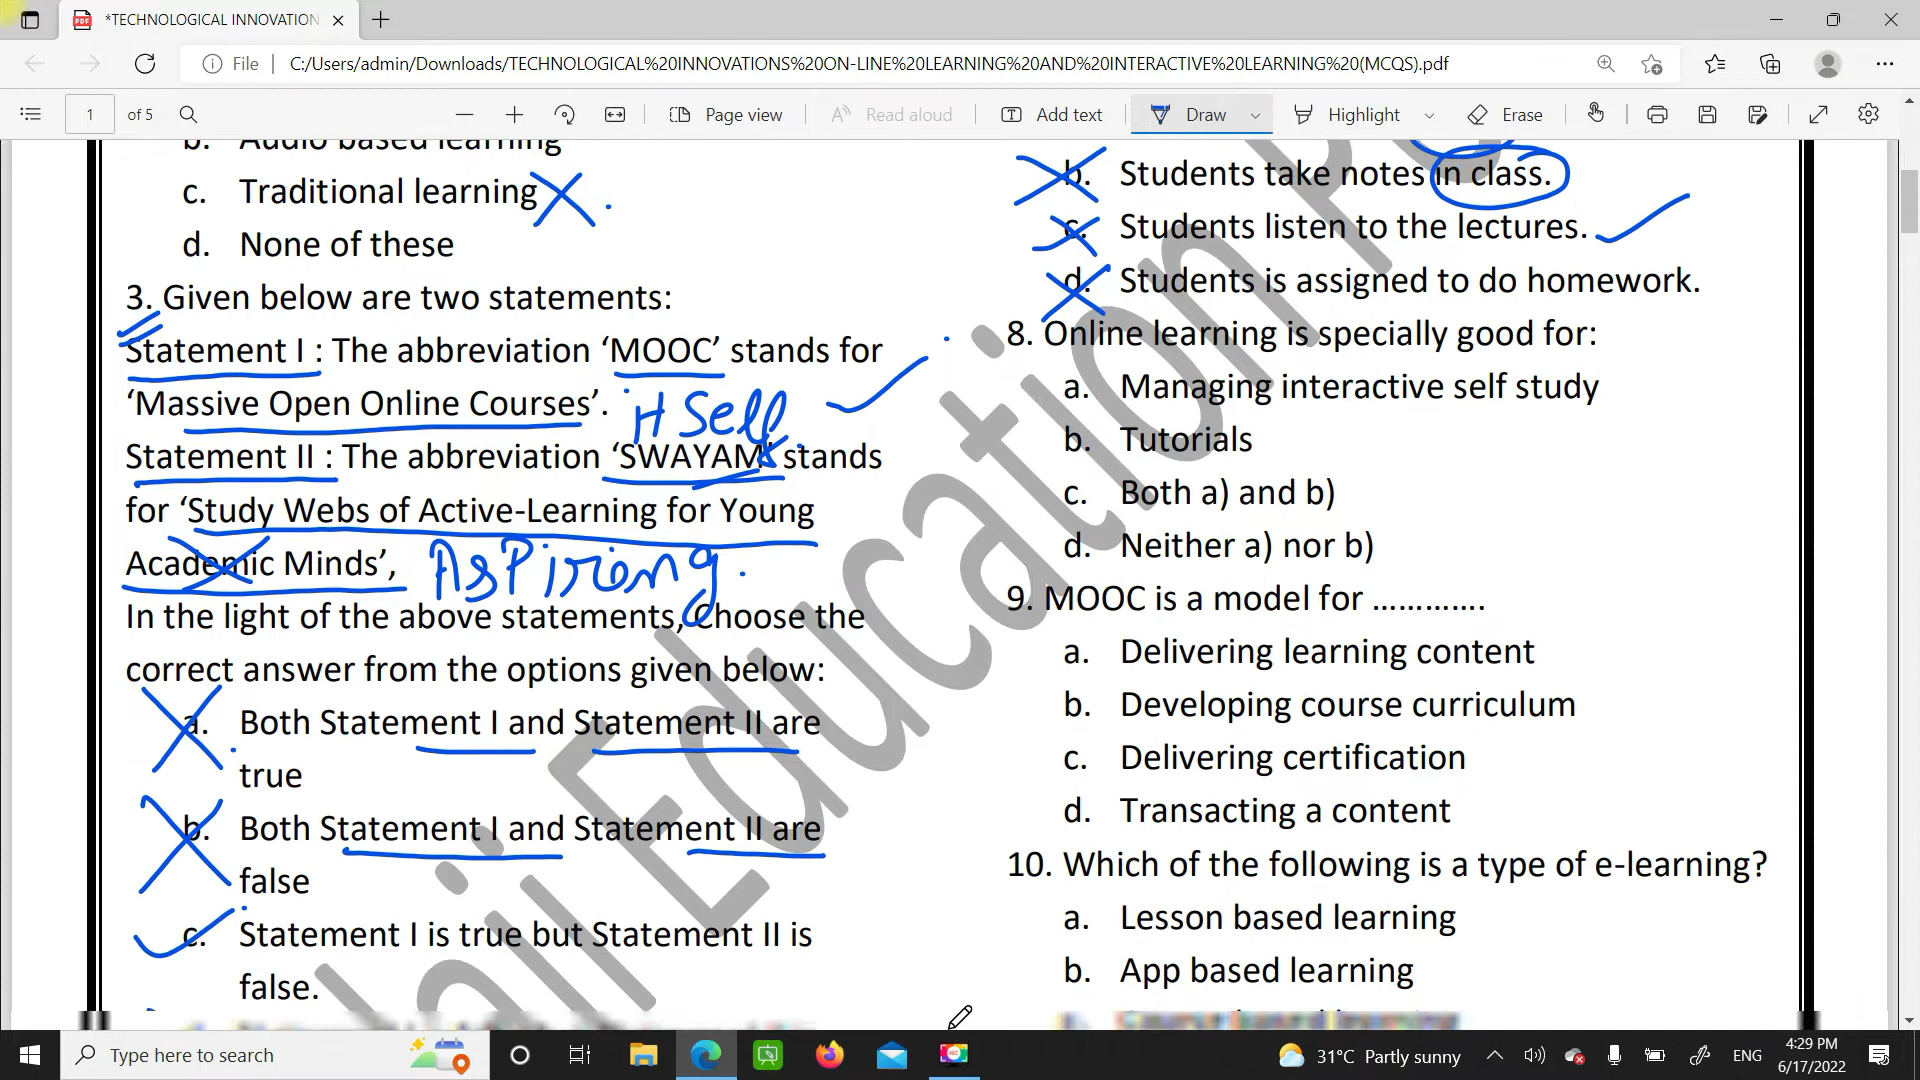 *TECHNOLOGICAL INNOVATION
File
C:/Users/admin/Downloads/TECHNOLOGICAL%20INNOVATIONS%20ON-LINE%20LEARNING%20AND%20INTERACTIVE%20LEARNING%20(MCQS).pdf
1 of 5
Page view
Read aloud
Add text
Draw
Highlight
Erase
b. Audio based learning
c. Traditional learning
d. None of these
3. Given below are two statements:
Statement I : The abbreviation ‘MOOC’ stands for
‘Massive Open Online Courses’.
H Self
Statement II : The abbreviation ‘SWAYAM’ stands
for ‘Study Webs of Active-Learning for Young
Academic Minds’,
Aspiring
In the light of the above statements, Choose the
correct answer from the options given below:
a. Both Statement I and Statement II are
true
b. Both Statement I and Statement II are
false
c. Statement I is true but Statement II is
false.
b. Students take notes in class.
c. Students listen to the lectures.
d. Students is assigned to do homework.
8. Online learning is specially good for:
a. Managing interactive self study
b. Tutorials
c. Both a) and b)
d. Neither a) nor b)
9. MOOC is a model for ………….
a. Delivering learning content
b. Developing course curriculum
c. Delivering certification
d. Transacting a content
10. Which of the following is a type of e-learning?
a. Lesson based learning
b. App based learning
Education
Type here to search
31°C Partly sunny
ENG
4:29 PM
6/17/2022